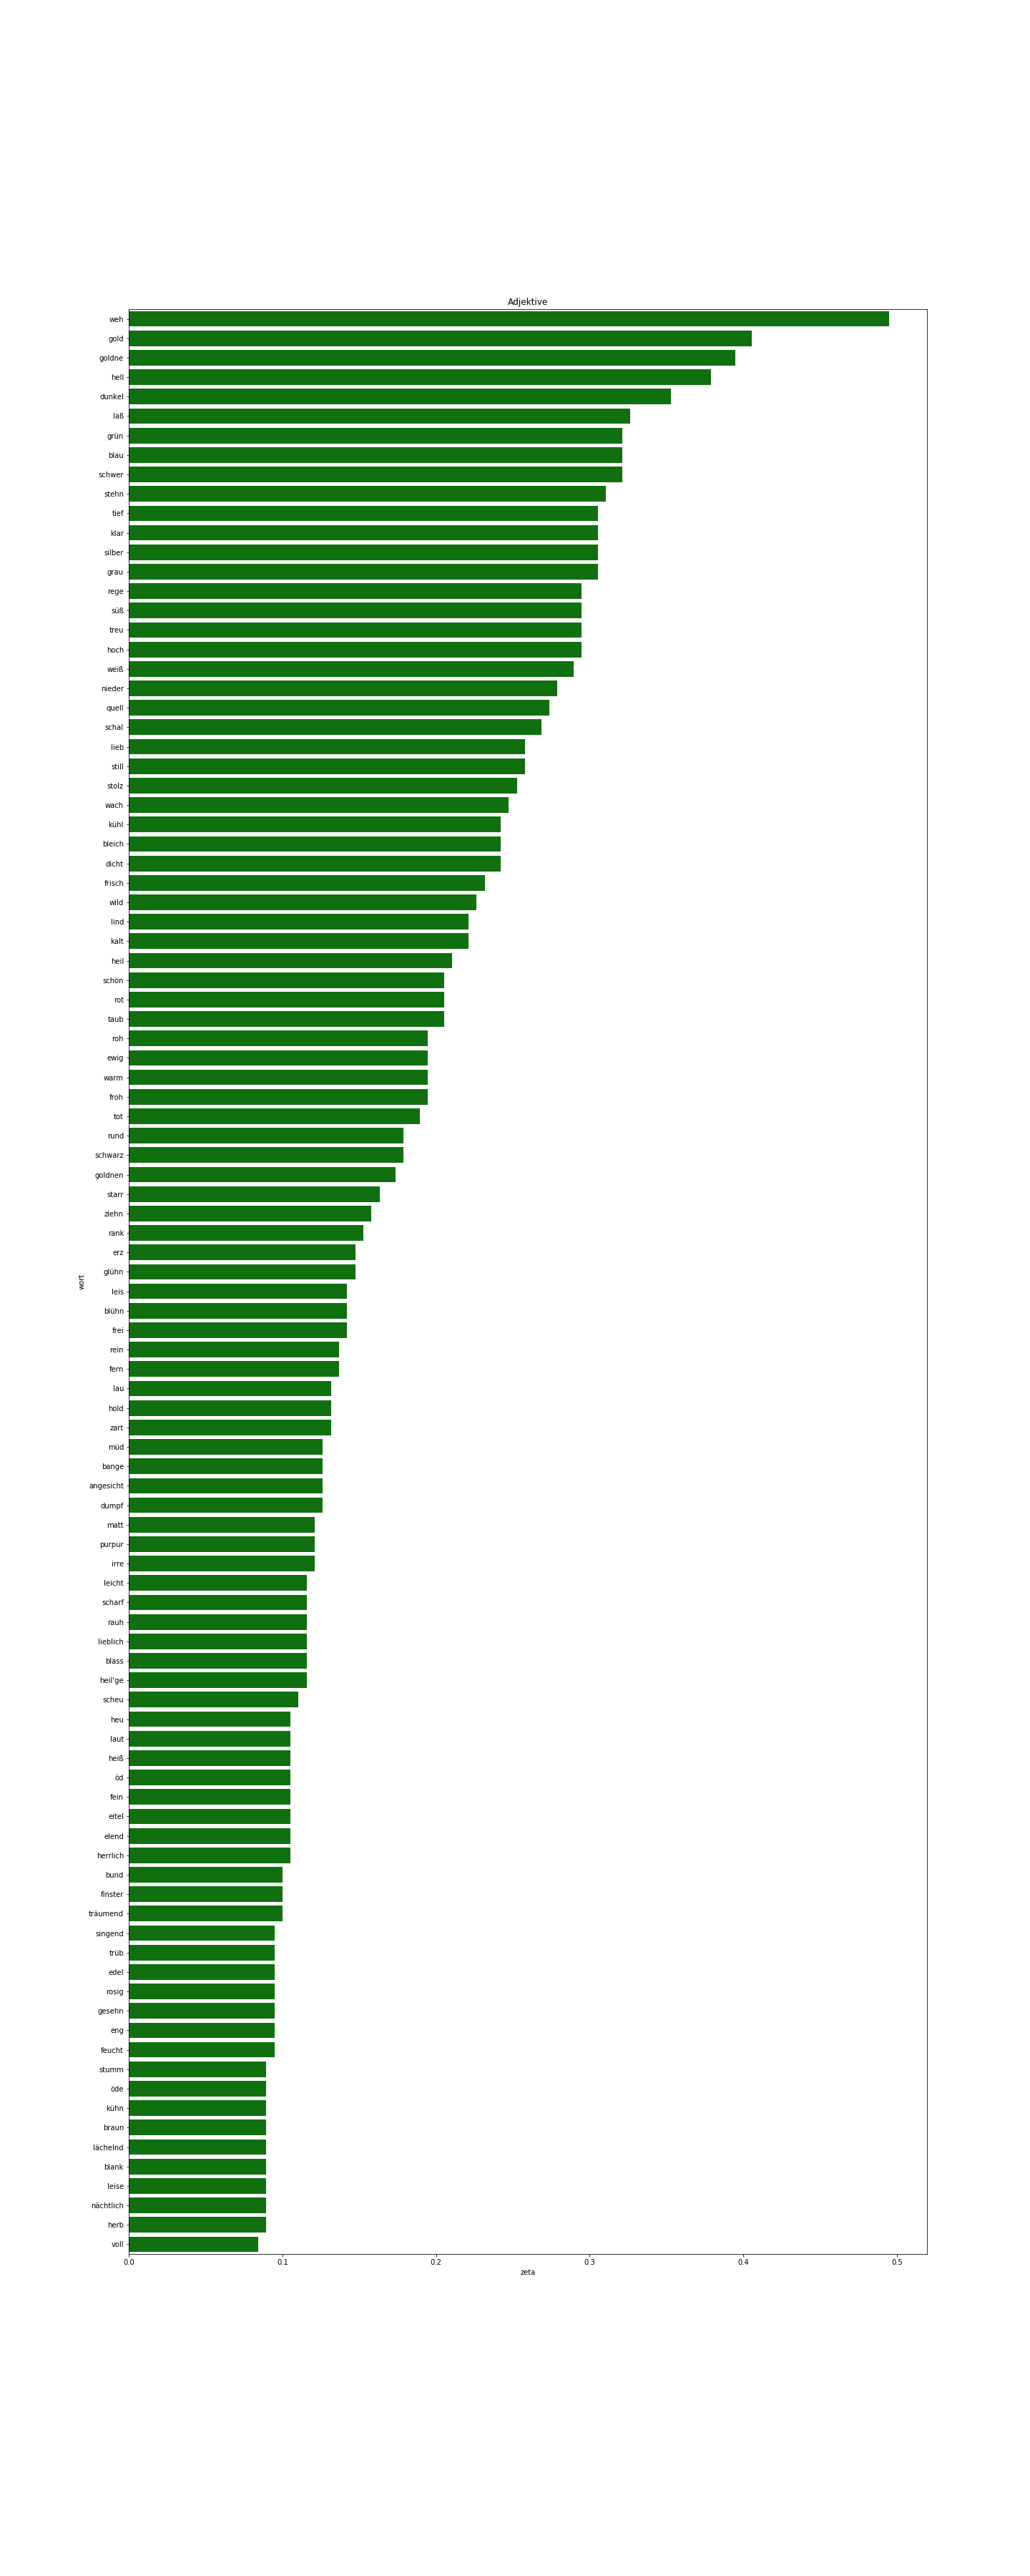 Adjektive
weh
gold
goldne
hell
dunkel
laß
grün
blau
schwer
stehn
tief
klar
silber
grau
rege
süß
treu
hoch
weiß
nieder
quell
schal
lieb
still
stolz
wach
kühl
bleich
dicht
frisch
wild
lind
kalt
heil
schön
rot
taub
roh
ewig
warm
froh
tot
rund
schwarz
goldnen
starr
ziehn
rank
erz
glühn
wort
leis
blühn
frei
rein
fern
lau
hold
zart
müd
bange
angesicht
dumpf
matt
purpur
irre
leicht
scharf
rauh
lieblich
blass
heil'ge
scheu
heu
laut
heiß
öd
fein
eitel
elend
herrlich
bund
finster
träumend
singend
trüb
edel
rosig
gesehn
eng
feucht
stumm
öde
kühn
braun
lächelnd
blank
leise
nächtlich
herb
voll
0.0 0.1 0.2 0.3 0.4 0.5
zeta